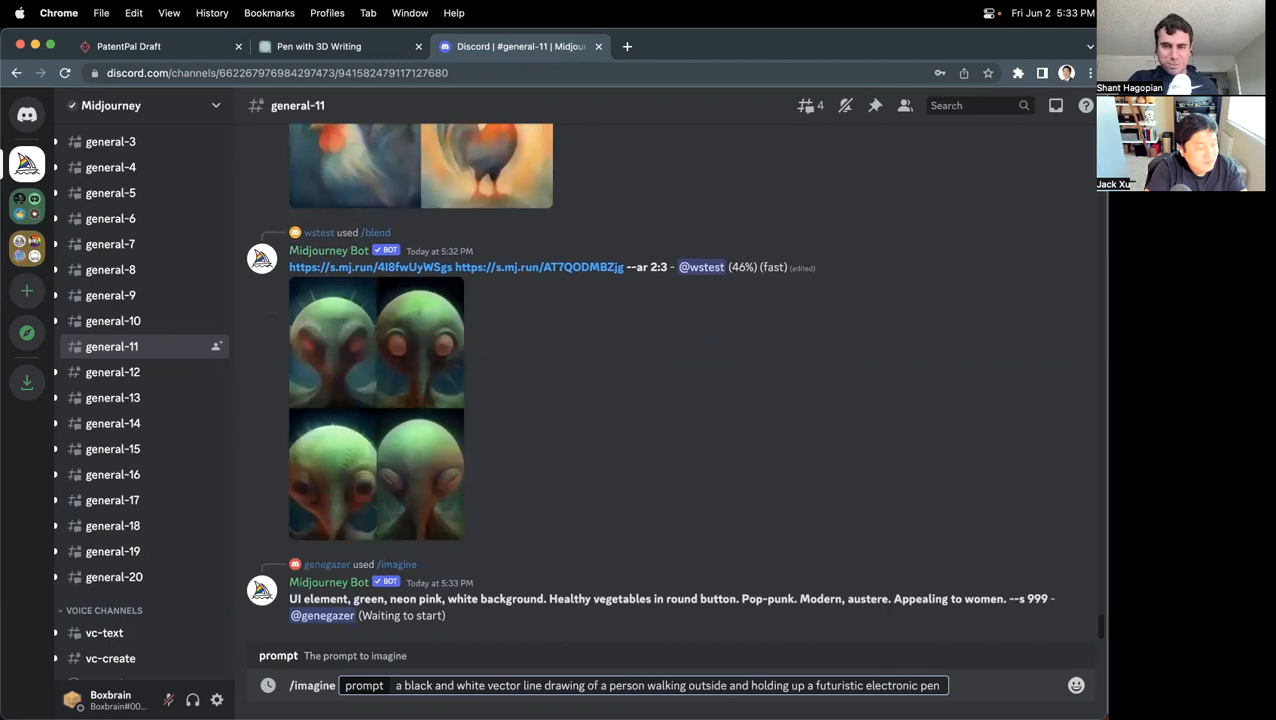 Chrome File Edit View History Bookmarks Profiles Tab Window Help Fri Jun 2 5:33 PM
PatentPal Draft Pen with 3D Writing Discord | #general-11 | Midjour
discord.com/channels/662267976984297473/941582479117127680
Shant Hagopian
Jack Xu
Midjourney
general-11
4
Search
general-3
general-4
general-5
general-6
general-7
general-8
general-9
general-10
general-11
general-12
general-13
general-14
general-15
general-16
general-17
general-18
general-19
general-20
VOICE CHANNELS
vc-text
vc-create
Boxbrain
Boxbrain#00...
wstest used /blend
Midjourney Bot BOT Today at 5:32 PM
https://s.mj.run/4I8fwUyWSgs https://s.mj.run/AT7QODMBZjg --ar 2:3 - @wstest (46%) (fast) (edited)
genegazer used /imagine
Midjourney Bot BOT Today at 5:33 PM
UI element, green, neon pink, white background. Healthy vegetables in round button. Pop-punk. Modern, austere. Appealing to women. --s 999 -
@genegazer (Waiting to start)
prompt The prompt to imagine
/imagine prompt a black and white vector line drawing of a person walking outside and holding up a futuristic electronic pen